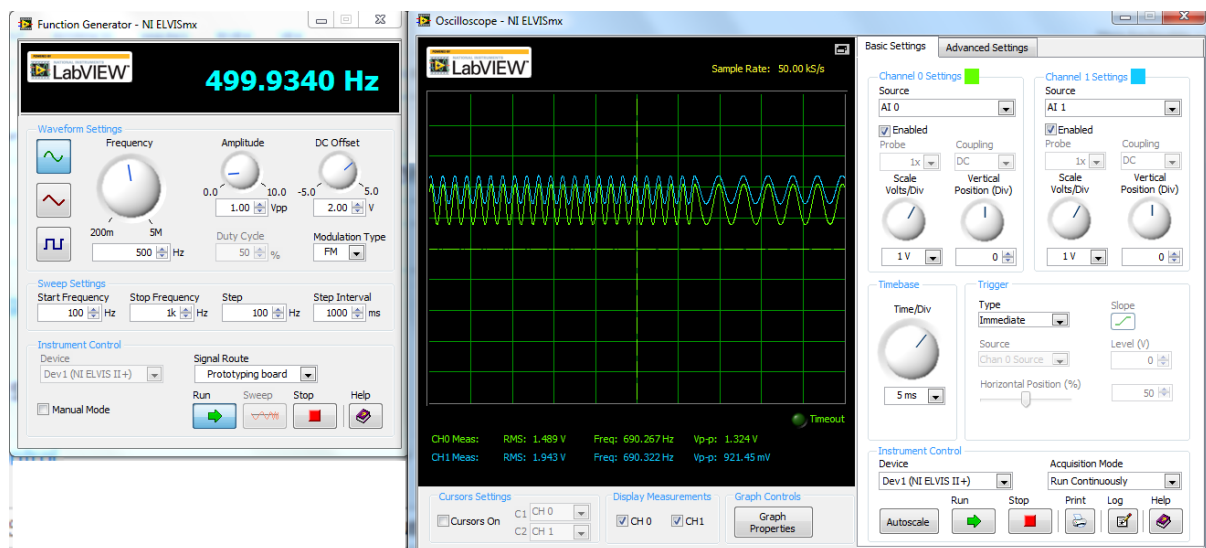 Function Generator - NI ELVISmx
LabVIEW
499.9340 Hz
Waveform Settings
Frequency
Amplitude
DC Offset
0.0
10.0
-5.0
5.0
200m
5M
1.00
Vpp
2.00
V
Duty Cycle
Modulation Type
500
Hz
50
%
FM
Sweep Settings
Start Frequency
Stop Frequency
Step
Step Interval
100
Hz
1k
Hz
100
Hz
1000
ms
Instrument Control
Device
Signal Route
Dev1 (NI ELVIS II+)
Prototyping board
Run
Sweep
Stop
Help
Manual Mode
Oscilloscope - NI ELVISmx
LabVIEW
Sample Rate: 50.00 kS/s
Timeout
CH0 Meas: RMS: 1.489 V Freq: 690.267 Hz Vp-p: 1.324 V
CH1 Meas: RMS: 1.943 V Freq: 690.322 Hz Vp-p: 921.45 mV
Cursors Settings
Cursors On
C1
CH 0
C2
CH 1
Display Measurements
CH 0
CH1
Graph Controls
Graph
Properties
Basic Settings
Advanced Settings
Channel 0 Settings
Source
AI 0
Enabled
Probe
Coupling
1x
DC
Scale
Volts/Div
Vertical
Position (Div)
1 V
0
Channel 1 Settings
Source
AI 1
Enabled
Probe
Coupling
1x
DC
Scale
Volts/Div
Vertical
Position (Div)
1 V
0
Timebase
Time/Div
5 ms
Trigger
Type
Immediate
Slope
Source
Chan 0 Source
Level (V)
0
Horizontal Position (%)
50
Instrument Control
Device
Acquisition Mode
Dev1 (NI ELVIS II+)
Run Continuously
Run
Stop
Print
Log
Help
Autoscale